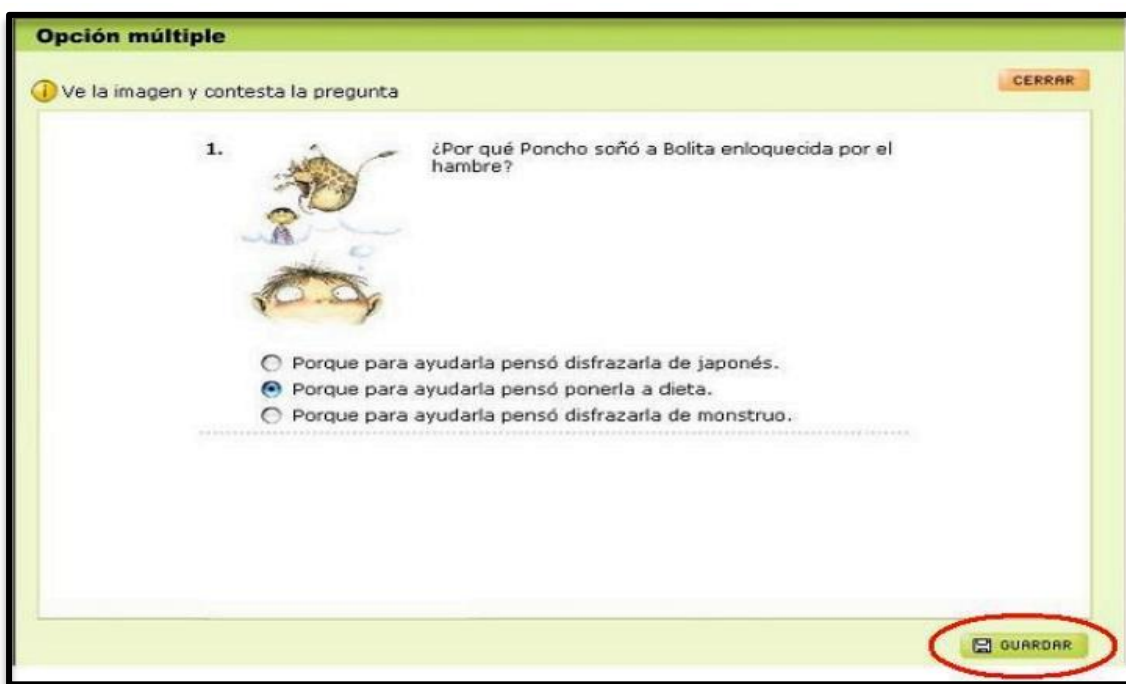 Opción múltiple
CERRAR
Ve la imagen y contesta la pregunta
1. ¿Por qué Poncho soñó a Bolita enloquecida por el
hambre?
Porque para ayudarla pensó disfrazarla de japonés.
Porque para ayudarla pensó ponerla a dieta.
Porque para ayudarla pensó disfrazarla de monstruo.
GUARDAR